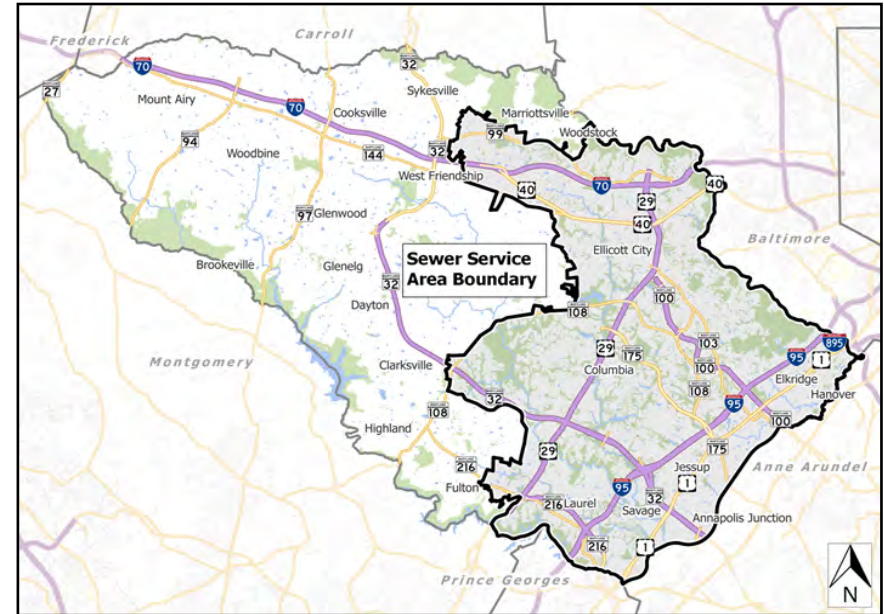 Frederick
Carroll
70
32
27
Mount Airy
Sykesville
70
Cooksville
Marriottsville
99
Woodstock
94
144
32
Woodbine
West Friendship
40
70
40
29
97
Glenwood
40
Baltimore
Ellicott City
Sewer Service
Area Boundary
Brookeville
Glenelg
32
Dayton
108
100
103
895
29
175
95
1
Montgomery
Clarksville
Columbia
100
Elkridge
32
108
Hanover
108
95
100
Highland
29
175
216
Jessup
Anne Arundel
Fulton
95
1
32
216
Laurel
Savage
Annapolis Junction
216
1
Prince Georges
N